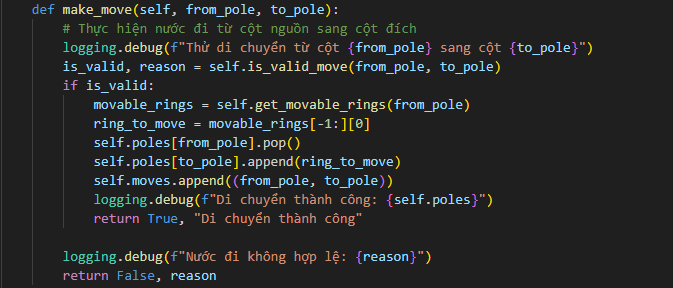 def make_move(self, from_pole, to_pole):
    # Thực hiện nước đi từ cột nguồn sang cột đích
    logging.debug(f"Thử di chuyển từ cột {from_pole} sang cột {to_pole}")
    is_valid, reason = self.is_valid_move(from_pole, to_pole)
    if is_valid:
        movable_rings = self.get_movable_rings(from_pole)
        ring_to_move = movable_rings[-1:][0]
        self.poles[from_pole].pop()
        self.poles[to_pole].append(ring_to_move)
        self.moves.append((from_pole, to_pole))
        logging.debug(f"Di chuyển thành công: {self.poles}")
        return True, "Di chuyển thành công"

    logging.debug(f"Nước đi không hợp lệ: {reason}")
    return False, reason